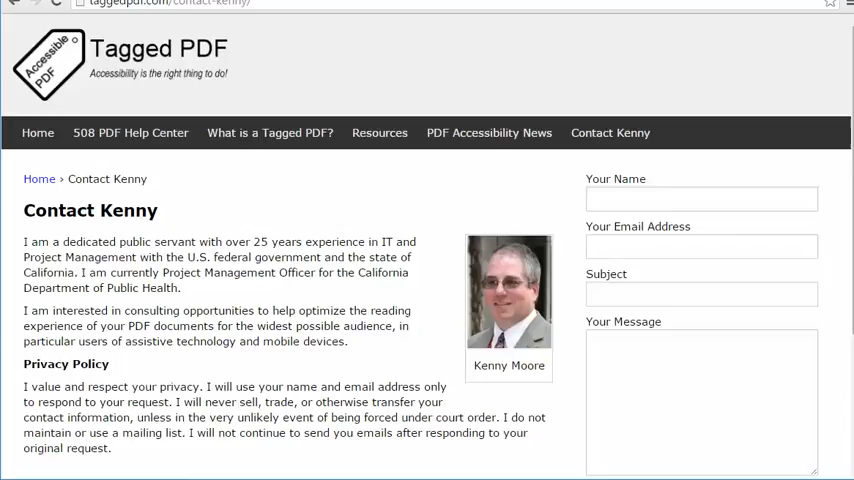 taggedpdf.com/contact-kenny/
Accessible
PDF
Tagged PDF
Accessibility is the right thing to do!
Home 508 PDF Help Center What is a Tagged PDF? Resources PDF Accessibility News Contact Kenny
Home › Contact Kenny
Contact Kenny
I am a dedicated public servant with over 25 years experience in IT and
Project Management with the U.S. federal government and the state of
California. I am currently Project Management Officer for the California
Department of Public Health.
I am interested in consulting opportunities to help optimize the reading
experience of your PDF documents for the widest possible audience, in
particular users of assistive technology and mobile devices.
Kenny Moore
Privacy Policy
I value and respect your privacy. I will use your name and email address only
to respond to your request. I will never sell, trade, or otherwise transfer your
contact information, unless in the very unlikely event of being forced under court order. I do not
maintain or use a mailing list. I will not continue to send you emails after responding to your
original request.
Your Name
Your Email Address
Subject
Your Message